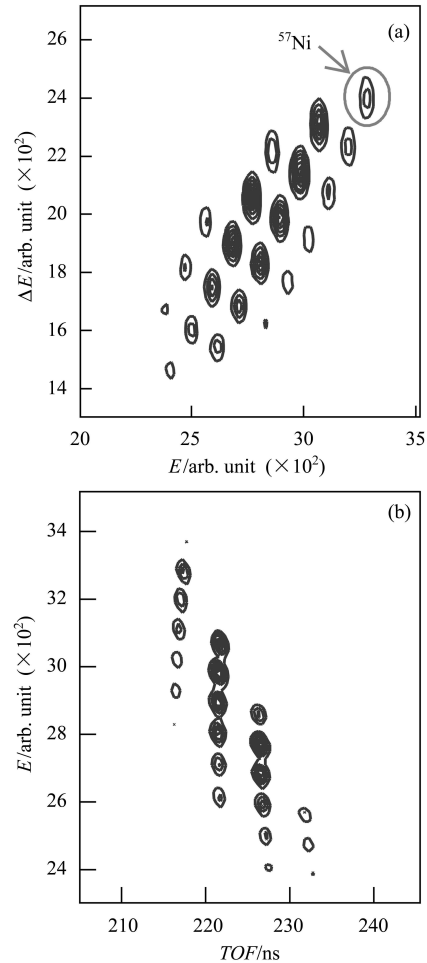 (a)
⁵⁷Ni
26
24
22
20
18
16
14
ΔE/arb. unit (×10²)
20 25 30 35
E/arb. unit (×10²)
(b)
34
32
30
28
26
24
E/arb. unit (×10²)
210 220 230 240
TOF/ns